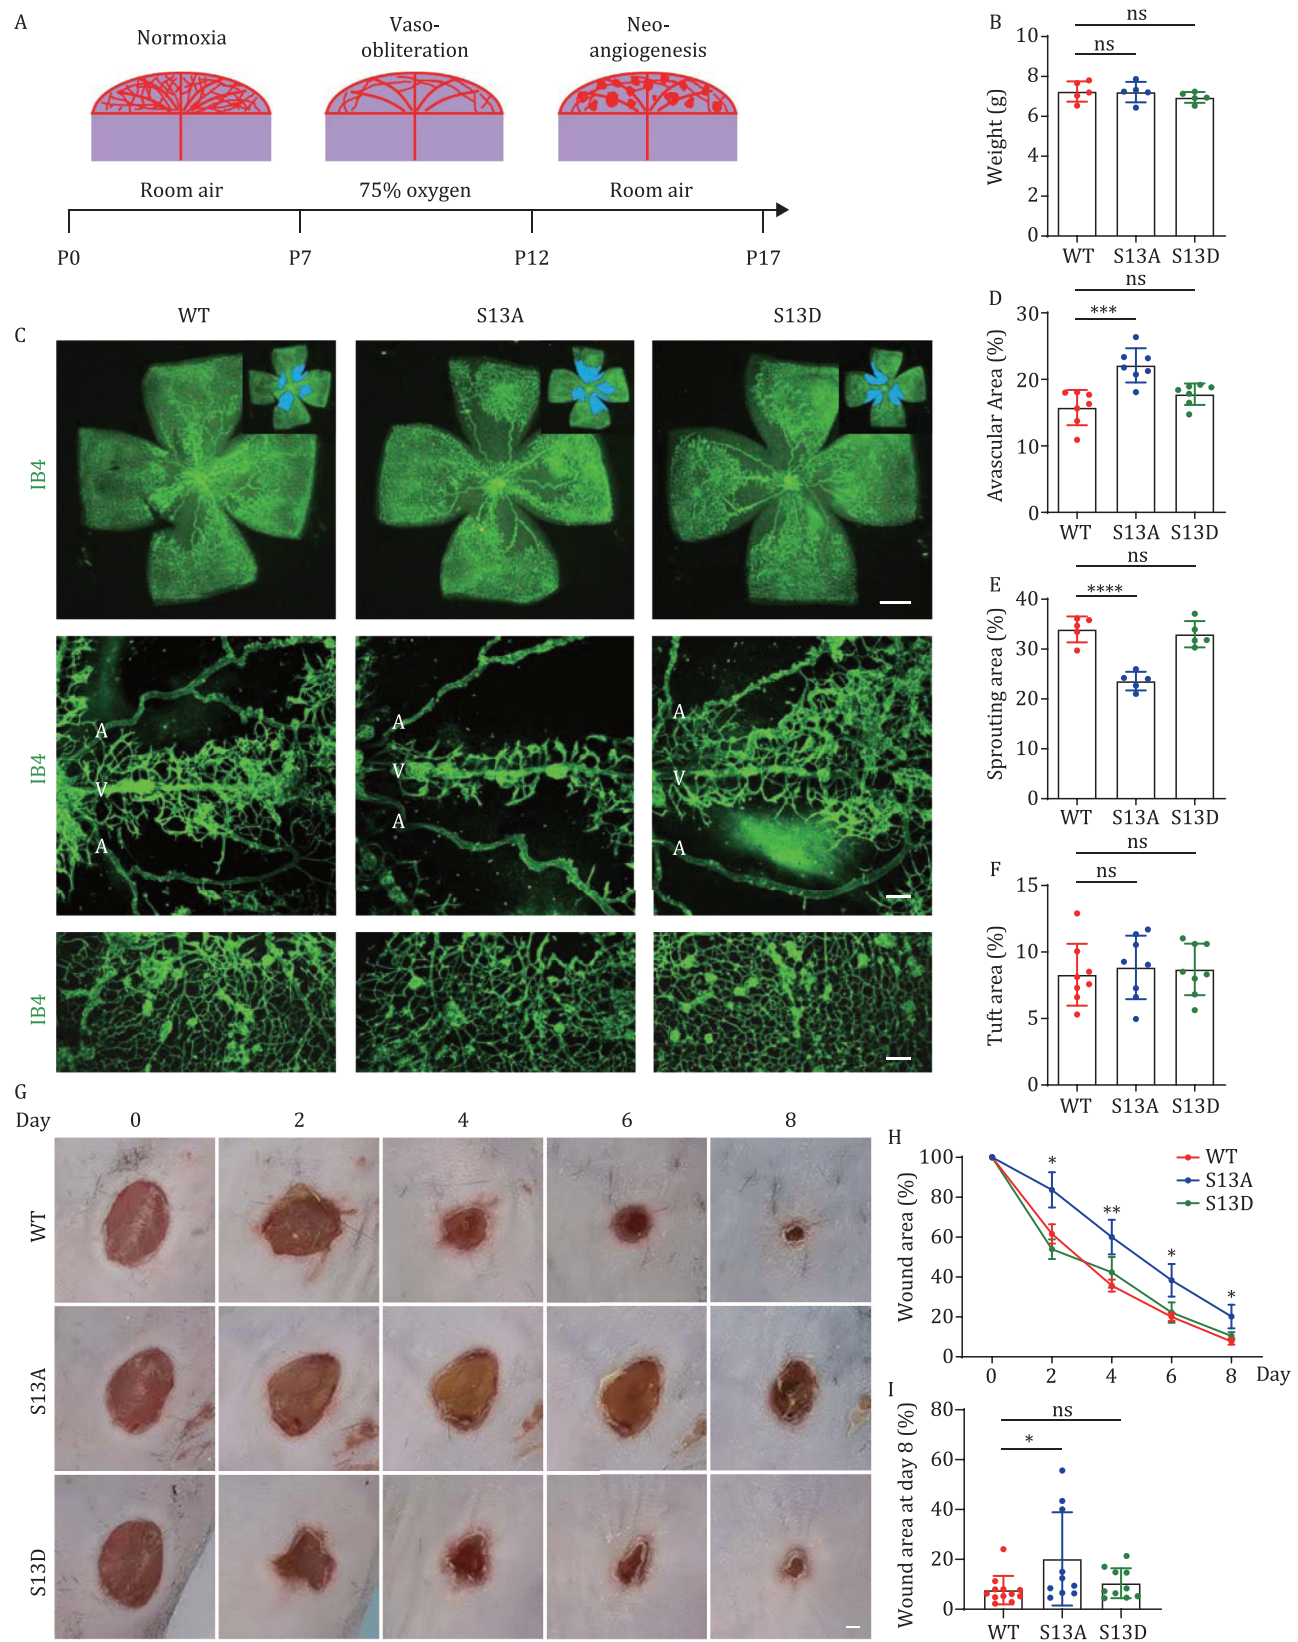 A
Normoxia
Vaso-
obliteration
Neo-
angiogenesis
Room air
75% oxygen
Room air
P0
P7
P12
P17
B
ns
ns
Weight (g)
10
8
6
4
2
0
WT
S13A
S13D
C
WT
S13A
S13D
IB4
IB4
A
V
A
A
V
A
A
V
A
IB4
D
ns
***
Avascular Area (%)
30
20
10
0
WT
S13A
S13D
E
ns
****
Sprouting area (%)
40
30
20
10
0
WT
S13A
S13D
F
ns
ns
Tuft area (%)
15
10
5
0
WT
S13A
S13D
G
Day
0
2
4
6
8
WT
S13A
S13D
H
Wound area (%)
100
80
60
40
20
0
*
**
*
*
WT
S13A
S13D
0
2
4
6
8
Day
I
ns
*
Wound area at day 8 (%)
80
60
40
20
0
WT
S13A
S13D